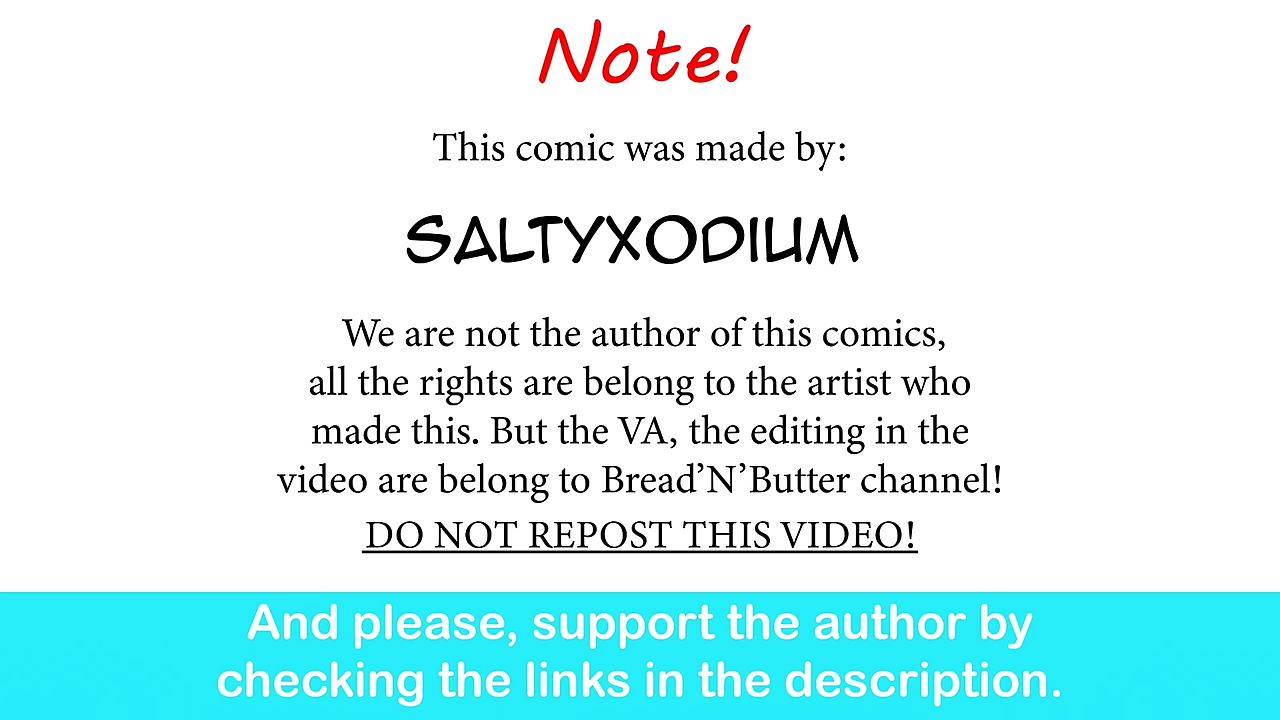 Note!
This comic was made by:
SALTYXODIUM
We are not the author of this comics,
all the rights are belong to the artist who
made this. But the VA, the editing in the
video are belong to Bread’N’Butter channel!
DO NOT REPOST THIS VIDEO!
And please, support the author by
checking the links in the description.